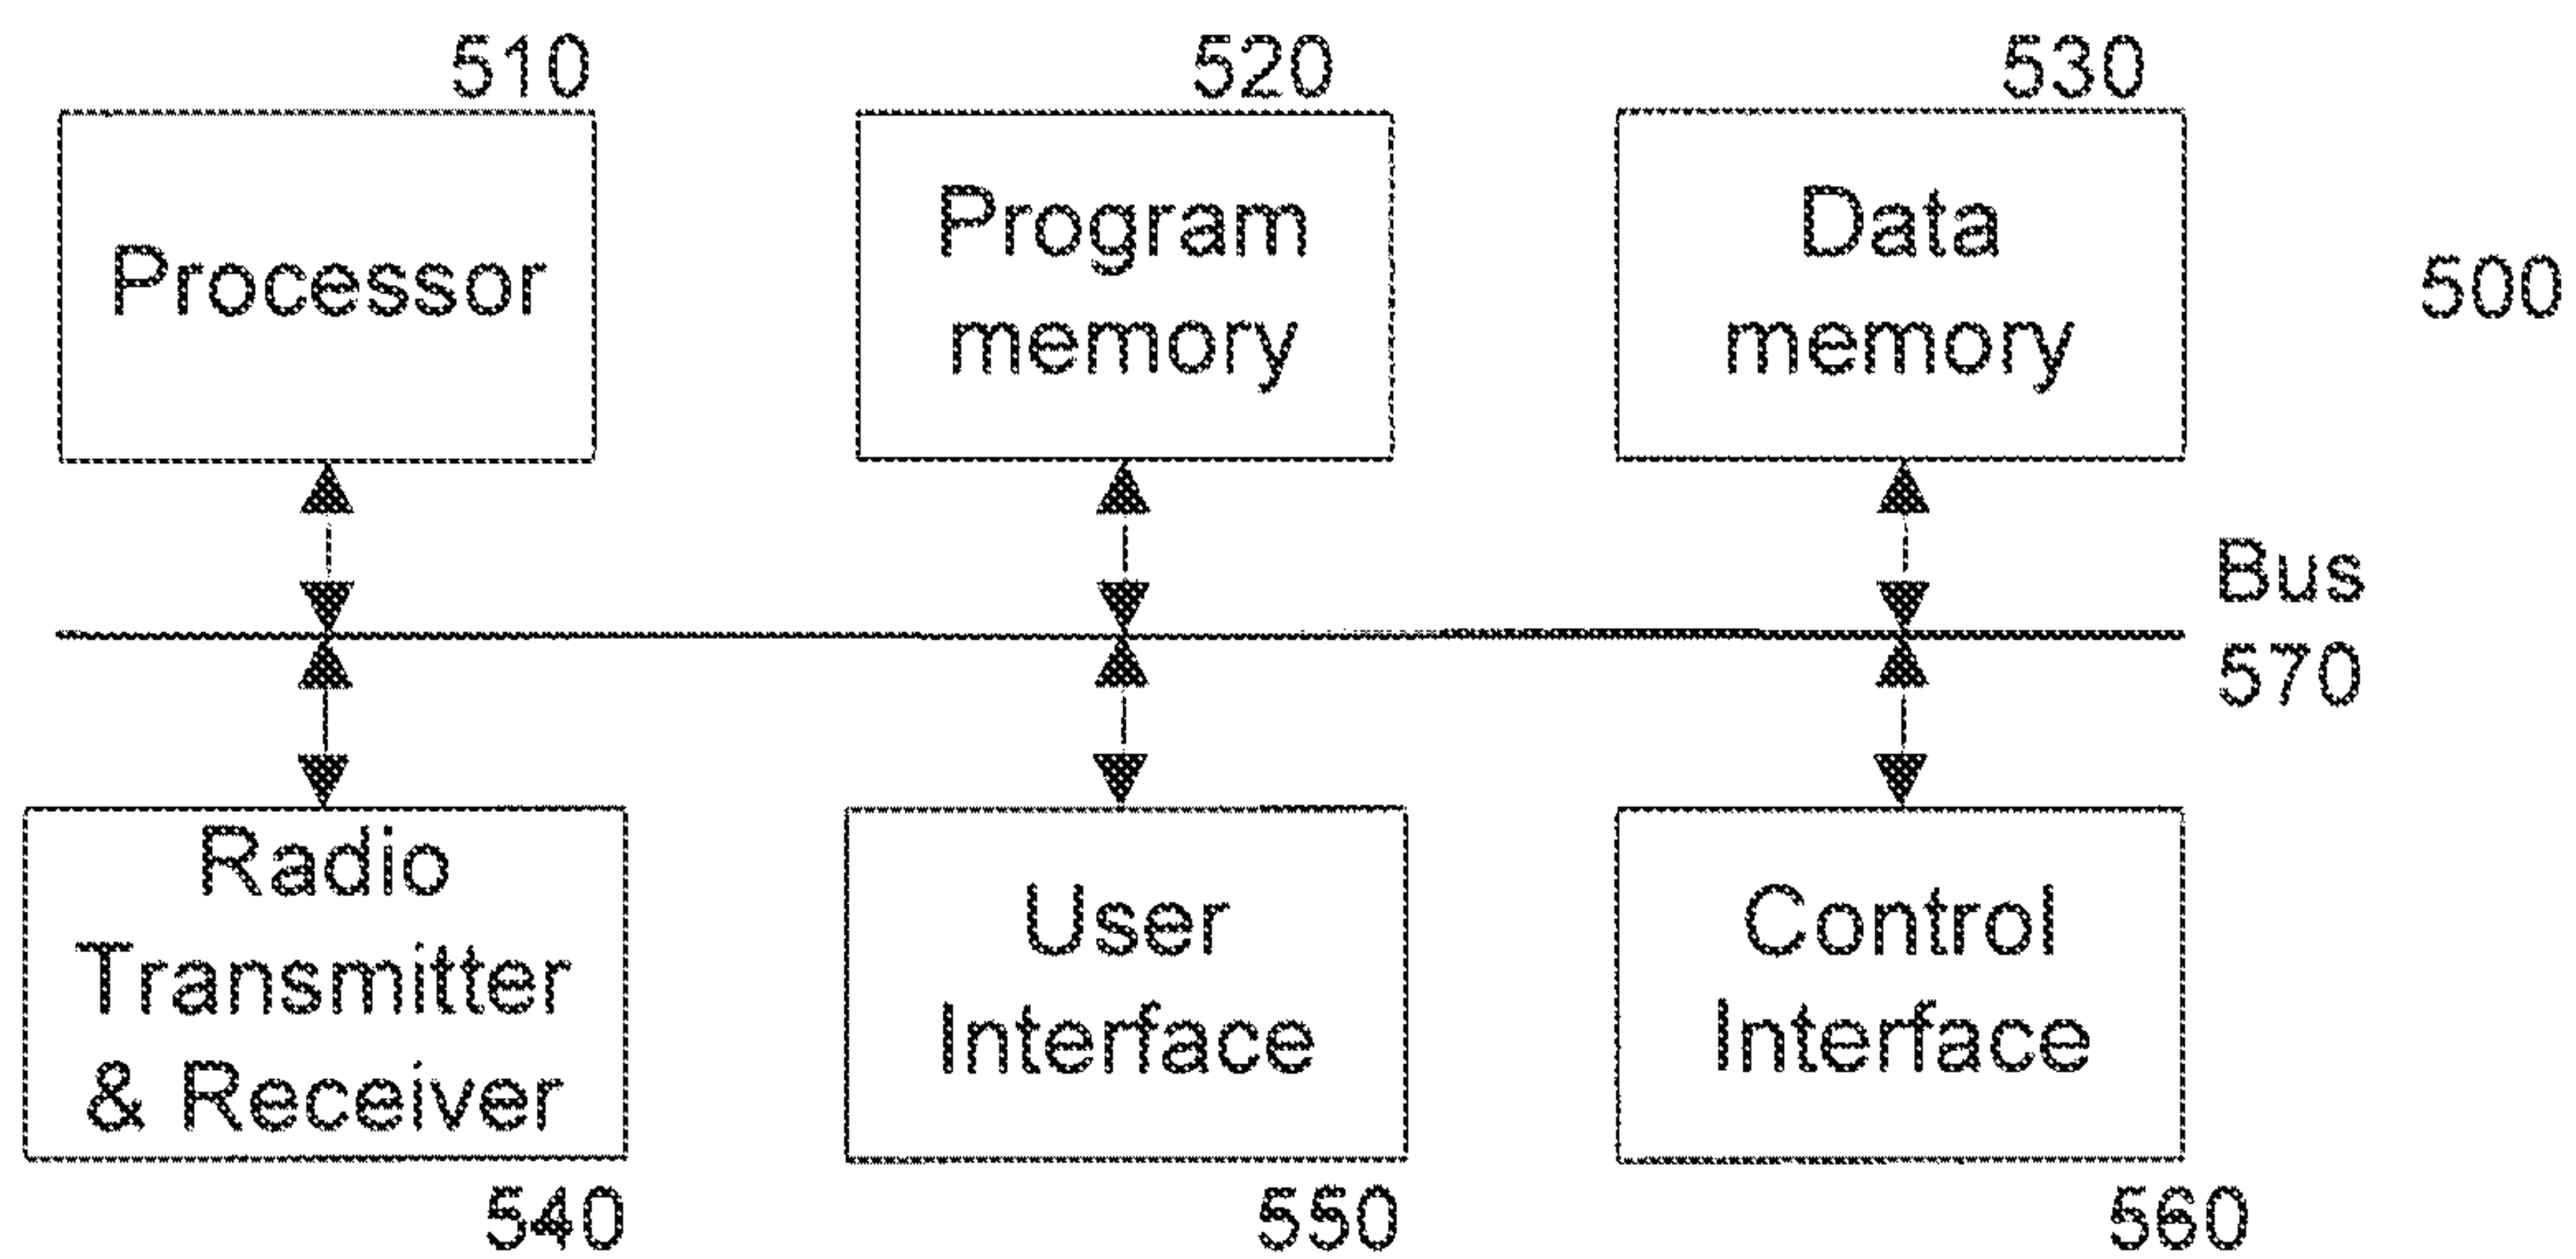 510
520
530
Processor
Program
memory
Data
memory
500
Bus
570
Radio
Transmitter
& Receiver
User
Interface
Control
Interface
540
550
560